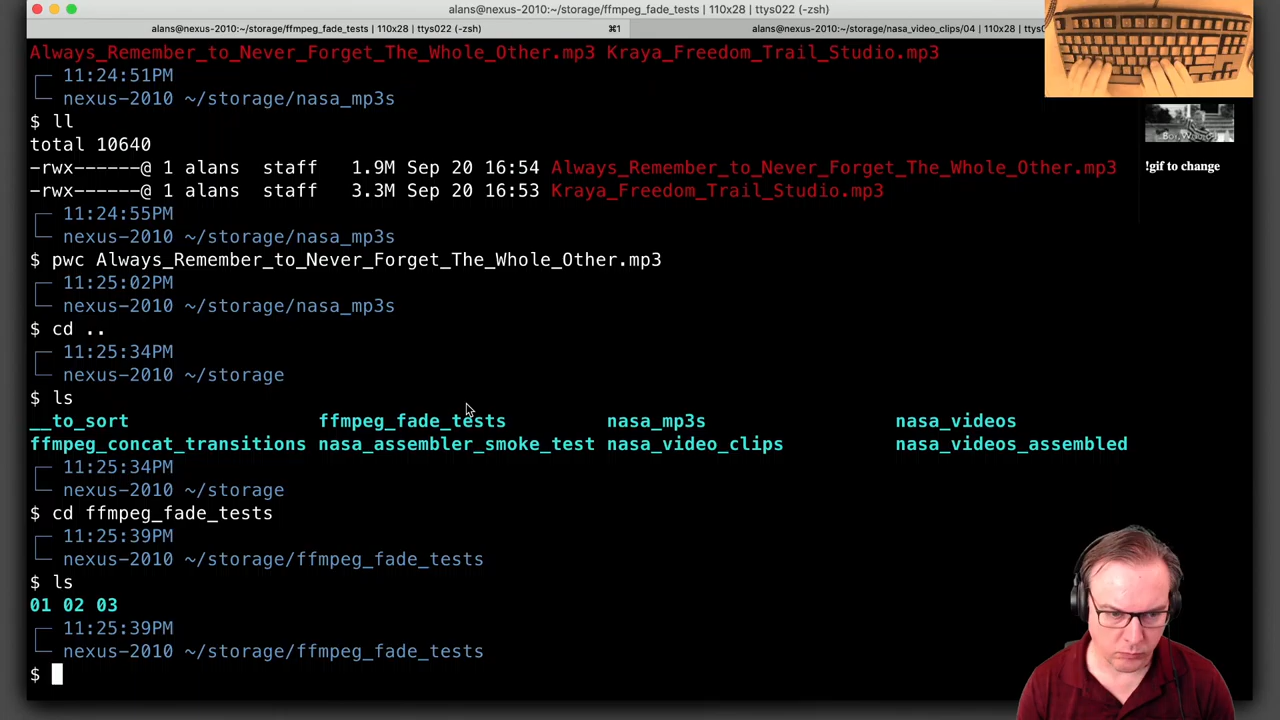 alans@nexus-2010:~/storage/ffmpeg_fade_tests | 110x28 | ttys022 (-zsh)
alans@nexus-2010:~/storage/ffmpeg_fade_tests | 110x28 | ttys022 (-zsh) ⌘1 alans@nexus-2010:~/storage/nasa_video_clips/04 | 110x28 | ttys0
Always_Remember_to_Never_Forget_The_Whole_Other.mp3 Kraya_Freedom_Trail_Studio.mp3
11:24:51PM
nexus-2010 ~/storage/nasa_mp3s
$ ll
total 10640
-rwx------@ 1 alans staff 1.9M Sep 20 16:54 Always_Remember_to_Never_Forget_The_Whole_Other.mp3
-rwx------@ 1 alans staff 3.3M Sep 20 16:53 Kraya_Freedom_Trail_Studio.mp3
11:24:55PM
nexus-2010 ~/storage/nasa_mp3s
$ pwc Always_Remember_to_Never_Forget_The_Whole_Other.mp3
11:25:02PM
nexus-2010 ~/storage/nasa_mp3s
$ cd ..
11:25:34PM
nexus-2010 ~/storage
$ ls
__to_sort ffmpeg_fade_tests nasa_mp3s nasa_videos
ffmpeg_concat_transitions nasa_assembler_smoke_test nasa_video_clips nasa_videos_assembled
11:25:34PM
nexus-2010 ~/storage
$ cd ffmpeg_fade_tests
11:25:39PM
nexus-2010 ~/storage/ffmpeg_fade_tests
$ ls
01 02 03
11:25:39PM
nexus-2010 ~/storage/ffmpeg_fade_tests
$
!gif to change